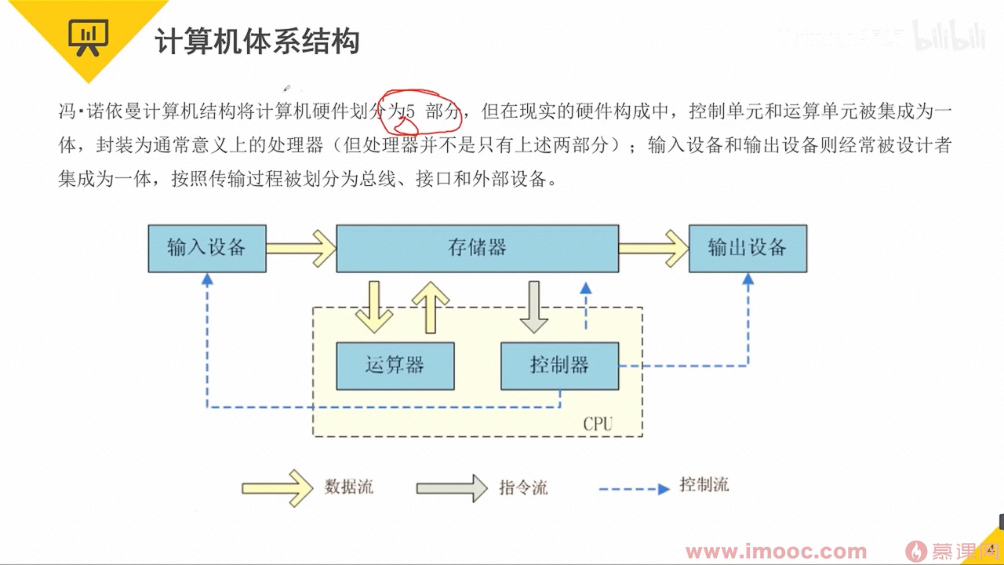 计算机体系结构
bilibili
冯·诺依曼计算机结构将计算机硬件划分为5 部分，但在现实的硬件构成中，控制单元和运算单元被集成为一
体，封装为通常意义上的处理器（但处理器并不是只有上述两部分）；输入设备和输出设备则经常被设计者
集成为一体，按照传输过程被划分为总线、接口和外部设备。
输入设备
存储器
输出设备
运算器
控制器
CPU
数据流
指令流
控制流
www.imooc.com
慕课网